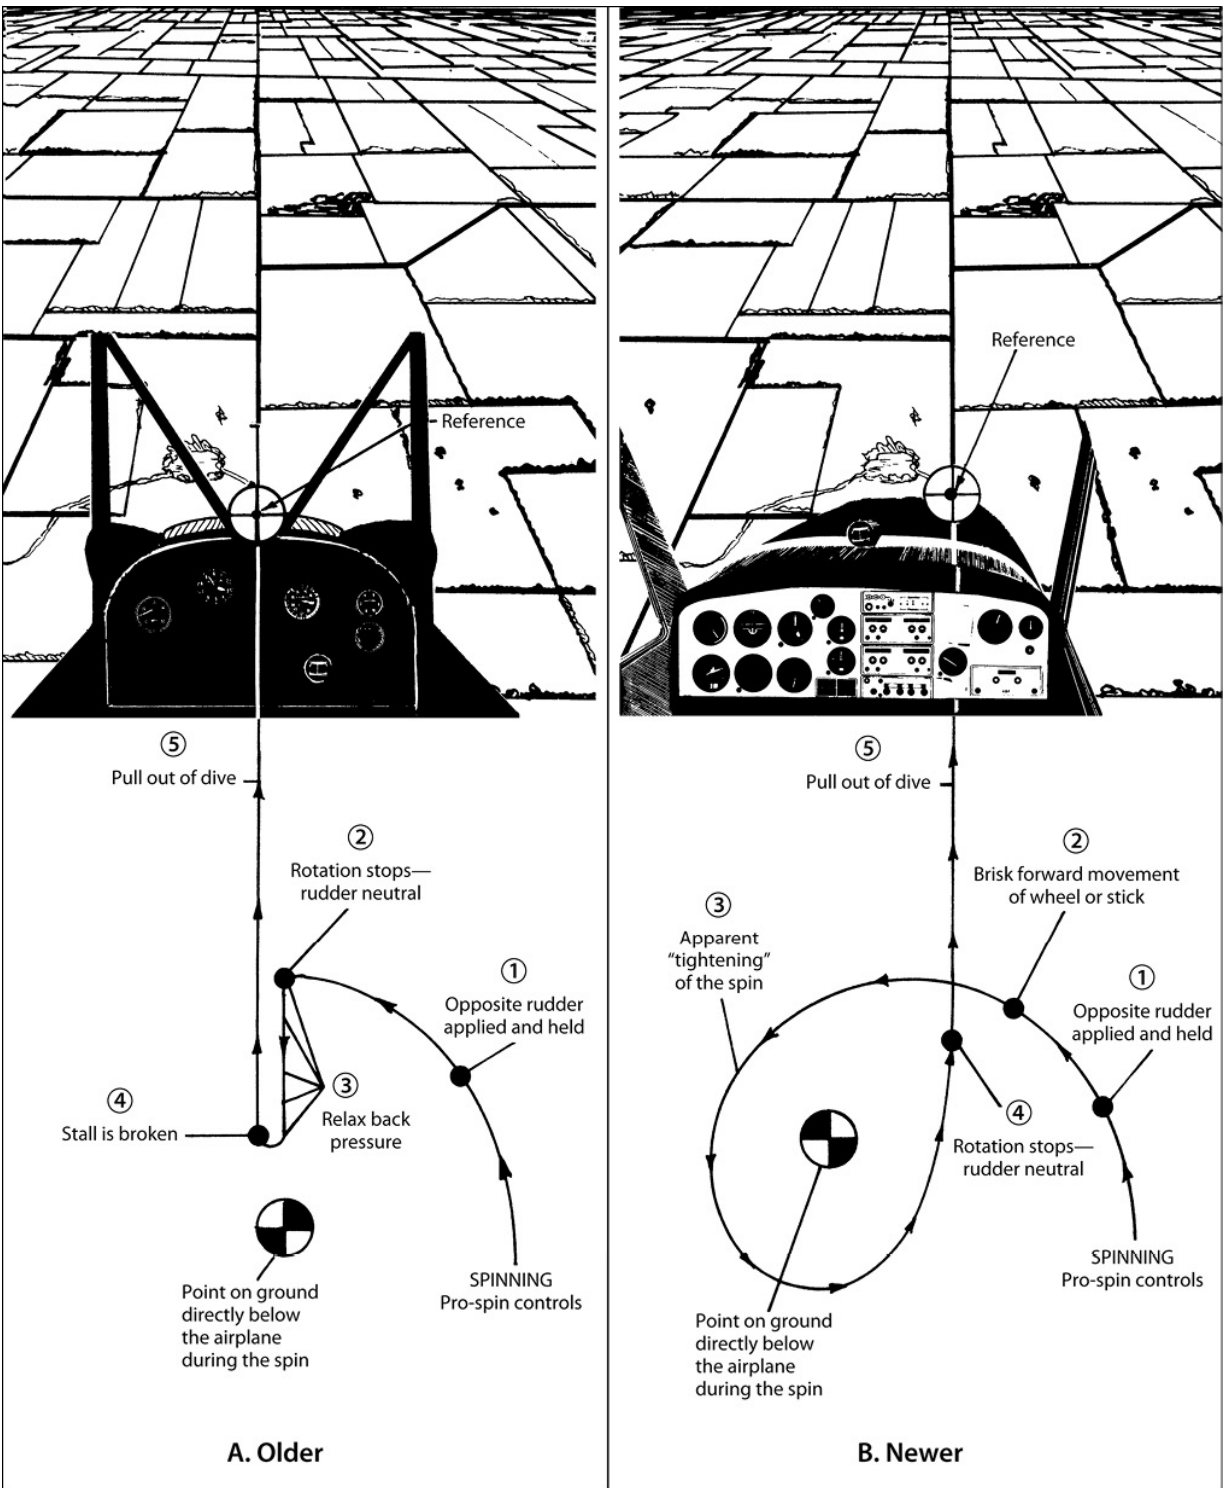 Reference
⑤
Pull out of dive
②
Rotation stops—
rudder neutral
①
Opposite rudder
applied and held
③
Relax back
pressure
④
Stall is broken
Point on ground
directly below
the airplane
during the spin
SPINNING
Pro-spin controls
A. Older
Reference
⑤
Pull out of dive
②
Brisk forward movement
of wheel or stick
③
Apparent
“tightening”
of the spin
①
Opposite rudder
applied and held
④
Rotation stops—
rudder neutral
SPINNING
Pro-spin controls
Point on ground
directly below
the airplane
during the spin
B. Newer